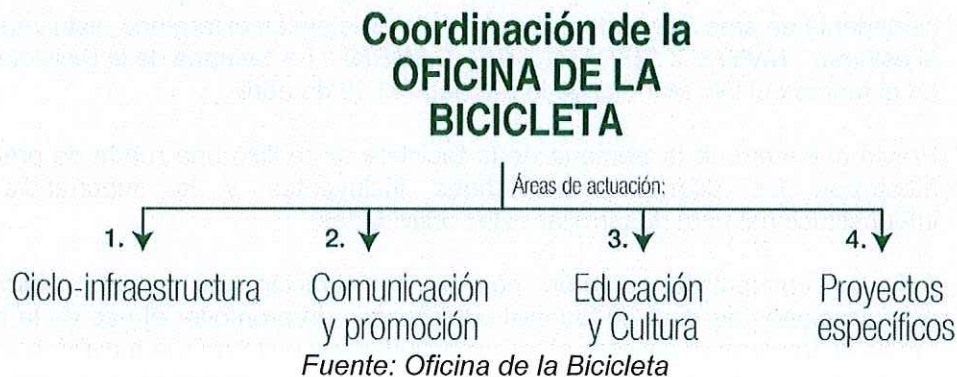 Coordinación de la
OFICINA DE LA
BICICLETA
Áreas de actuación:
1.
2.
3.
4.
Ciclo-infraestructura
Comunicación
y promoción
Educación
y Cultura
Proyectos
específicos
Fuente: Oficina de la Bicicleta